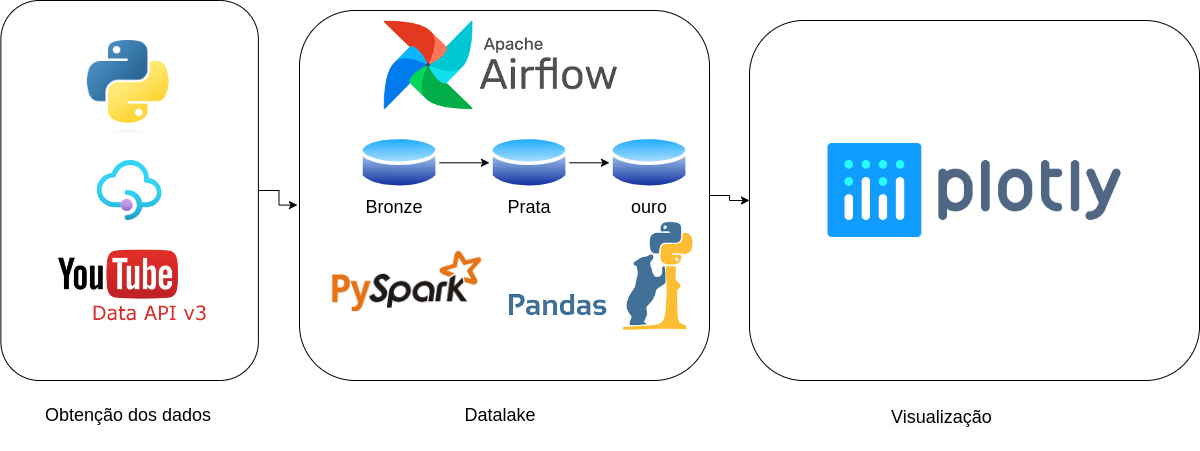 Apache
Airflow
Bronze
Prata
ouro
YouTube
Data API v3
PySpark
Pandas
plotly
Obtenção dos dados
Datalake
Visualização